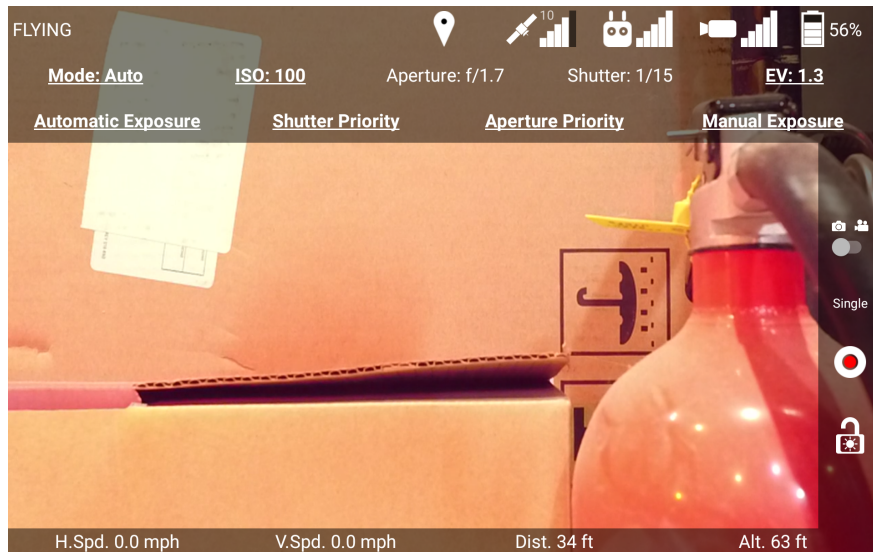 FLYING 10 56%
Mode: Auto ISO: 100 Aperture: f/1.7 Shutter: 1/15 EV: 1.3
Automatic Exposure Shutter Priority Aperture Priority Manual Exposure
Single
H.Spd. 0.0 mph V.Spd. 0.0 mph Dist. 34 ft Alt. 63 ft